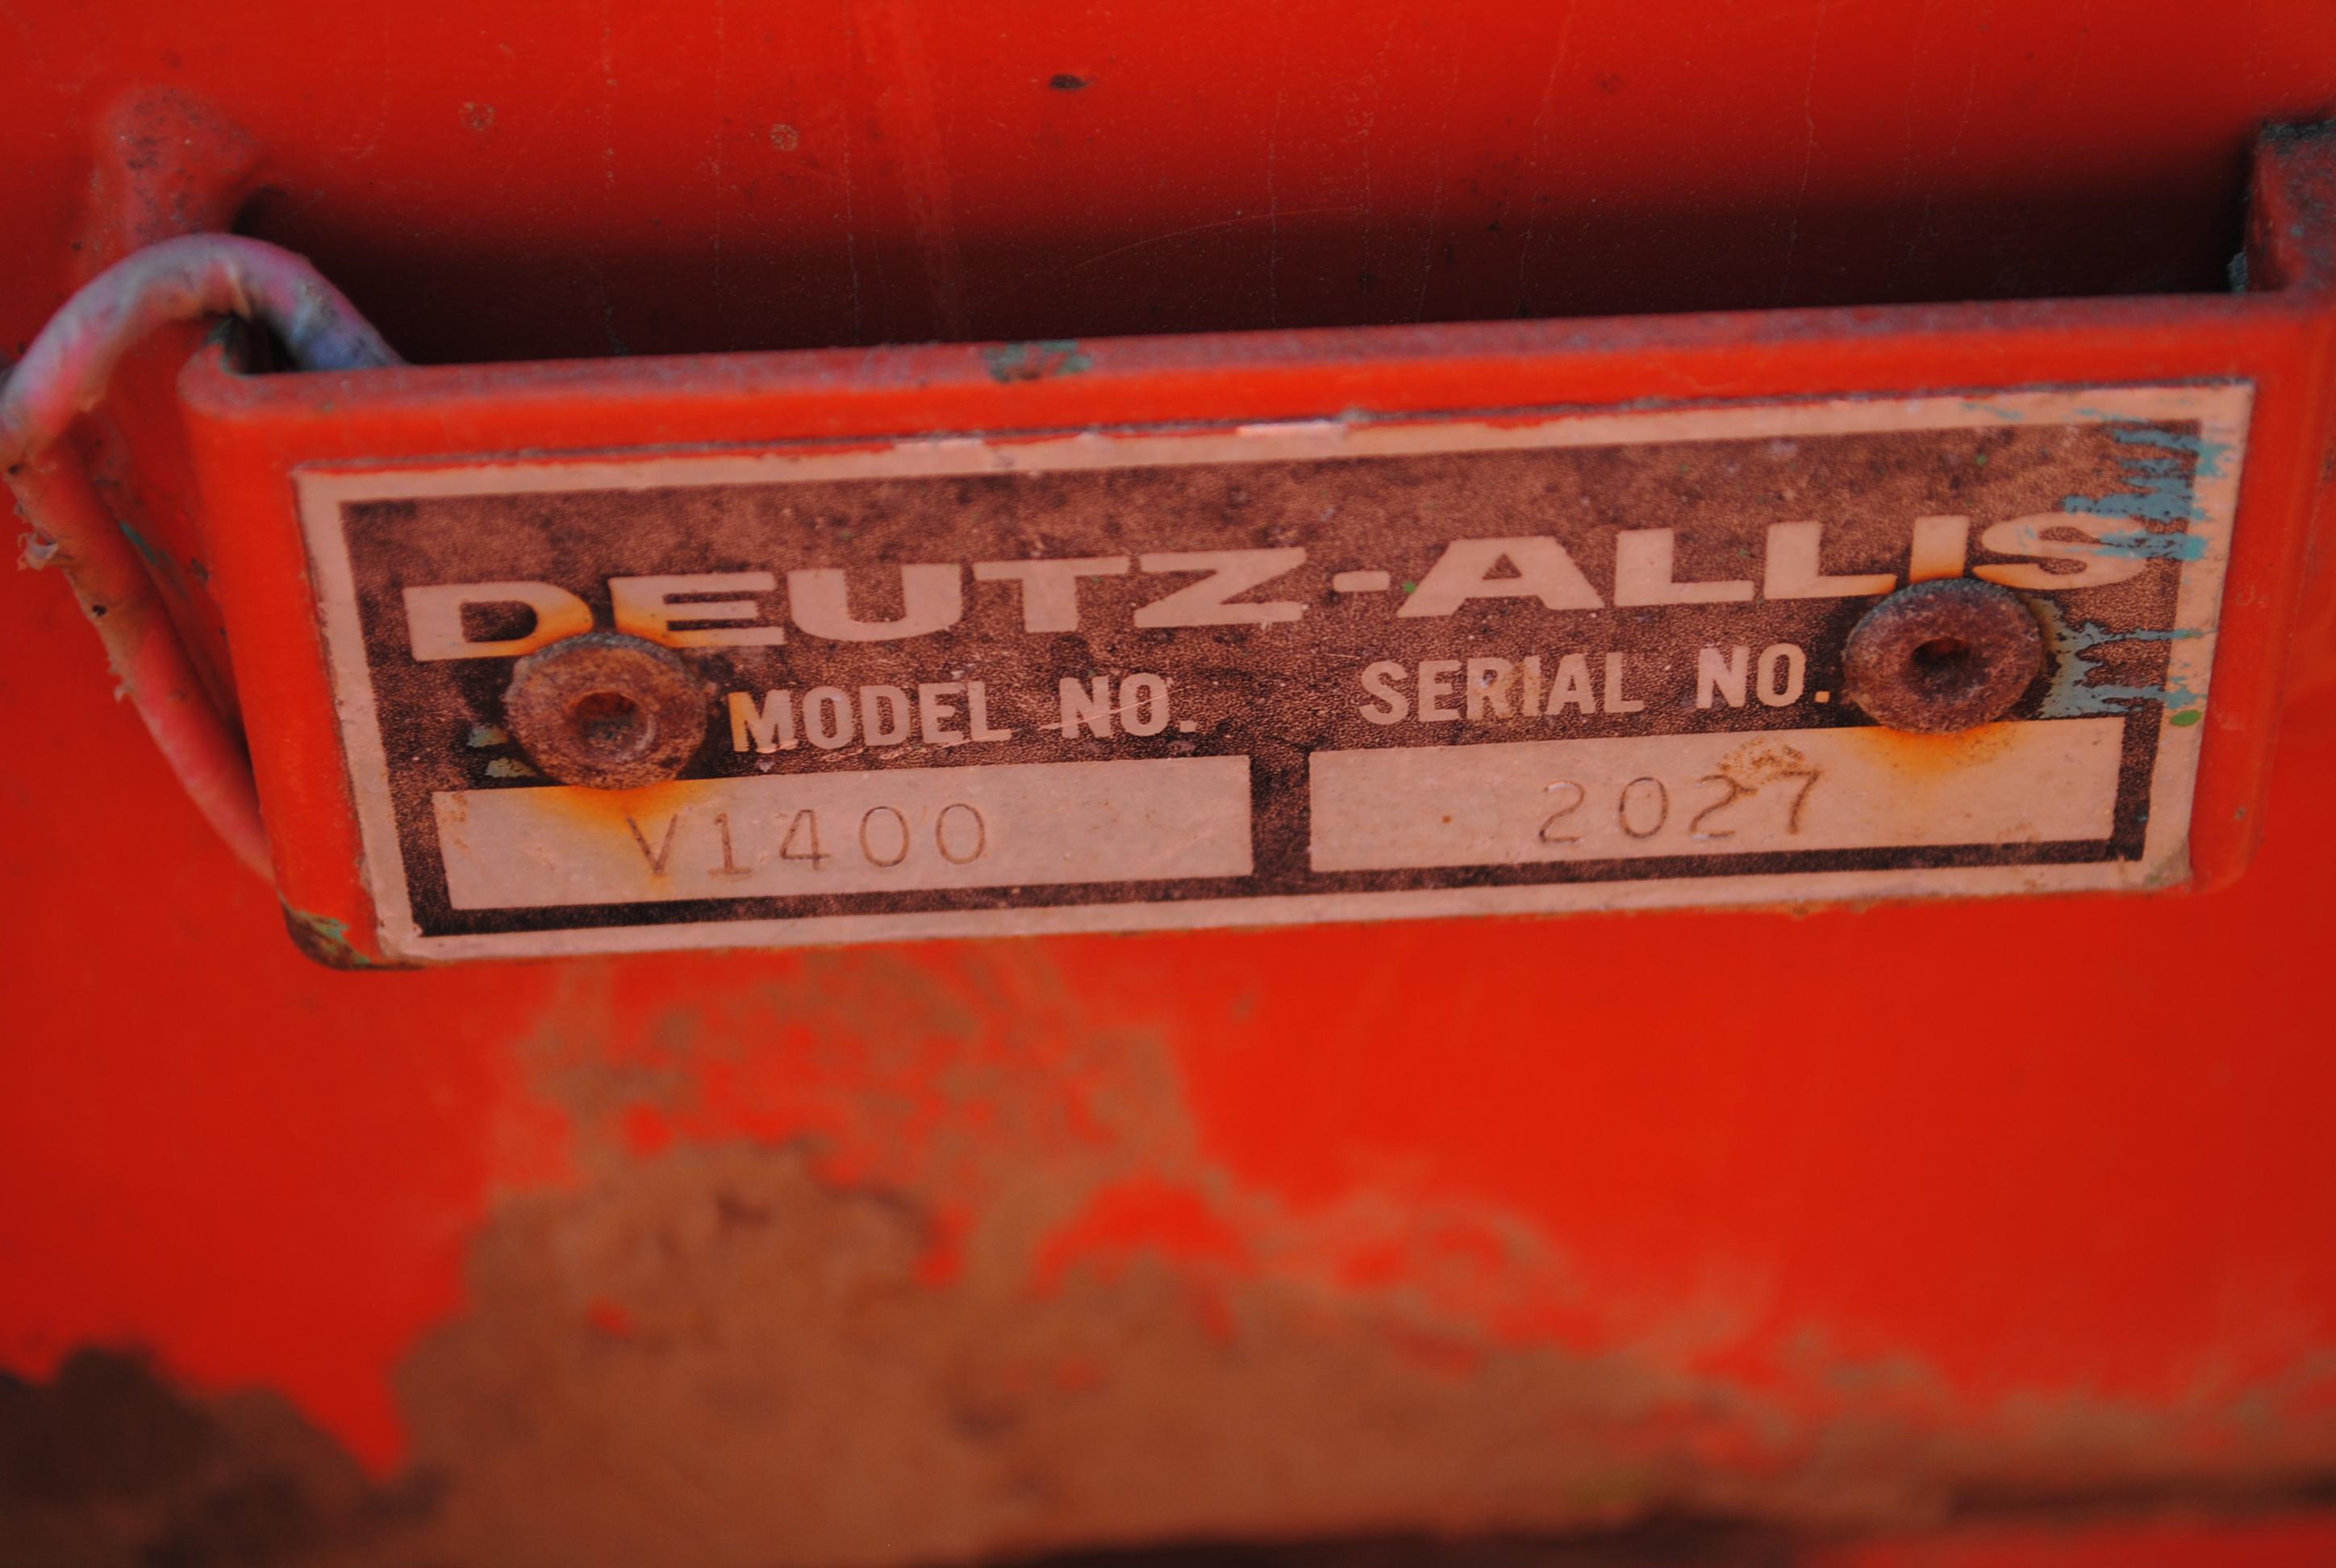 DEUTZ-ALLIS
MODEL NO. SERIAL NO.
V1400 2027